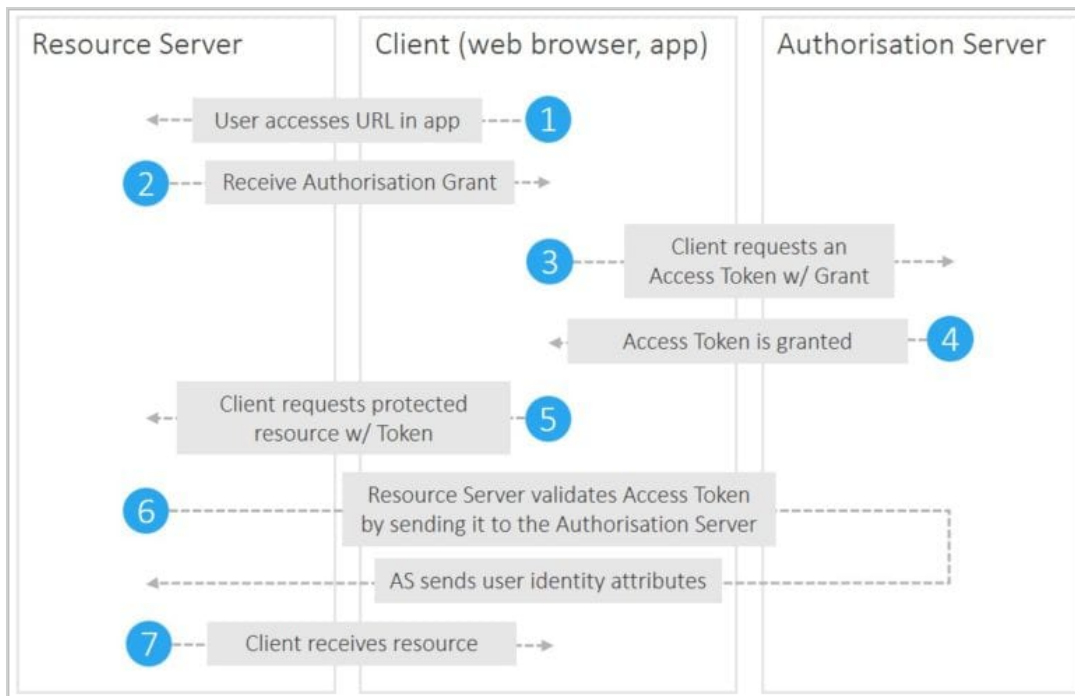 Resource Server
Client (web browser, app)
Authorisation Server
User accesses URL in app
1
2
Receive Authorisation Grant
3
Client requests an
Access Token w/ Grant
Access Token is granted
4
Client requests protected
resource w/ Token
5
6
Resource Server validates Access Token
by sending it to the Authorisation Server
AS sends user identity attributes
7
Client receives resource